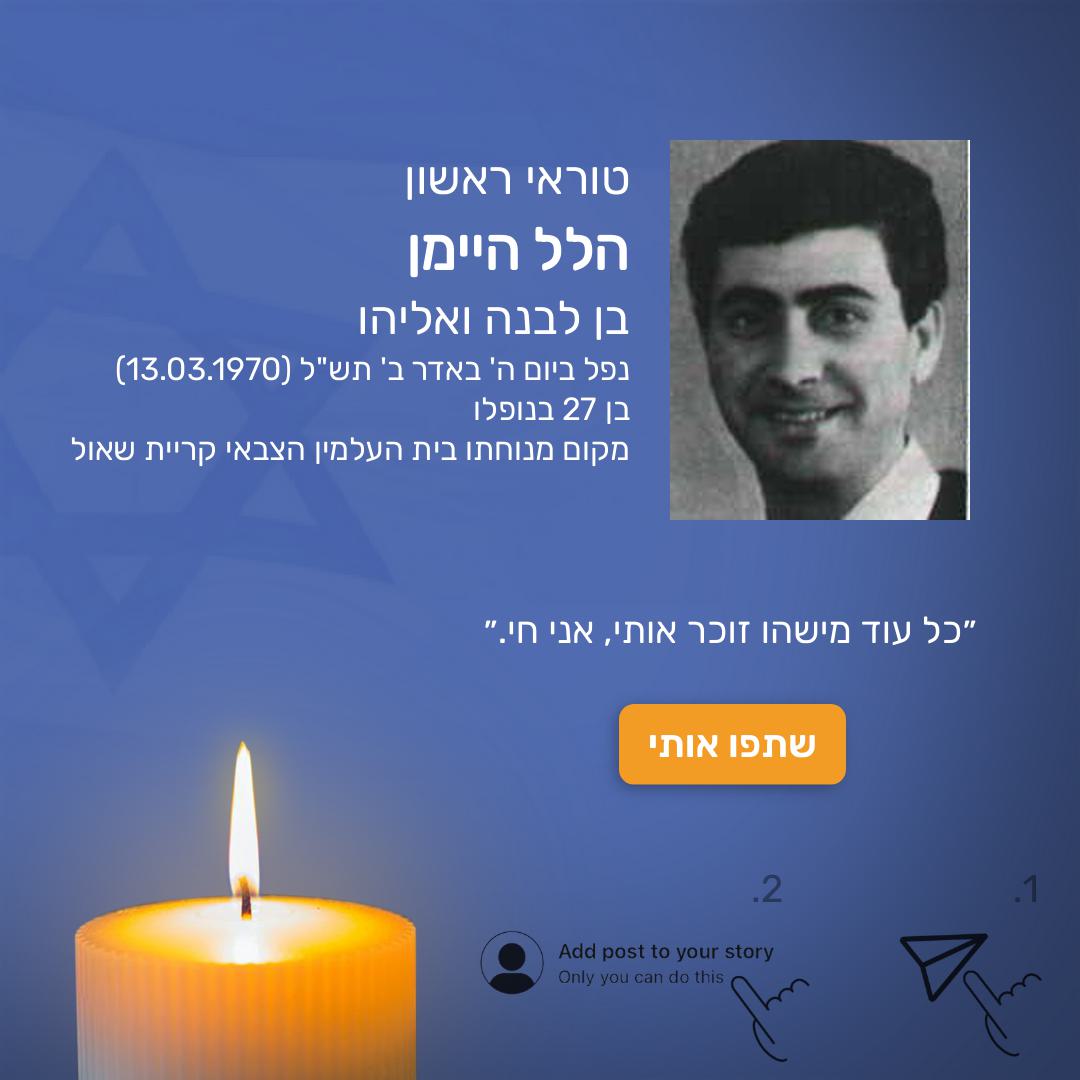 טוראי ראשון
הלל היימן
בן לבנה ואליהו
נפל ביום ה' באדר ב' תש"ל (13.03.1970)
בן 27 בנופלו
מקום מנוחתו בית העלמין הצבאי קריית שאול
״כל עוד מישהו זוכר אותי, אני חי.״
שתפו אותי
.1
.2
Add post to your story
Only you can do this